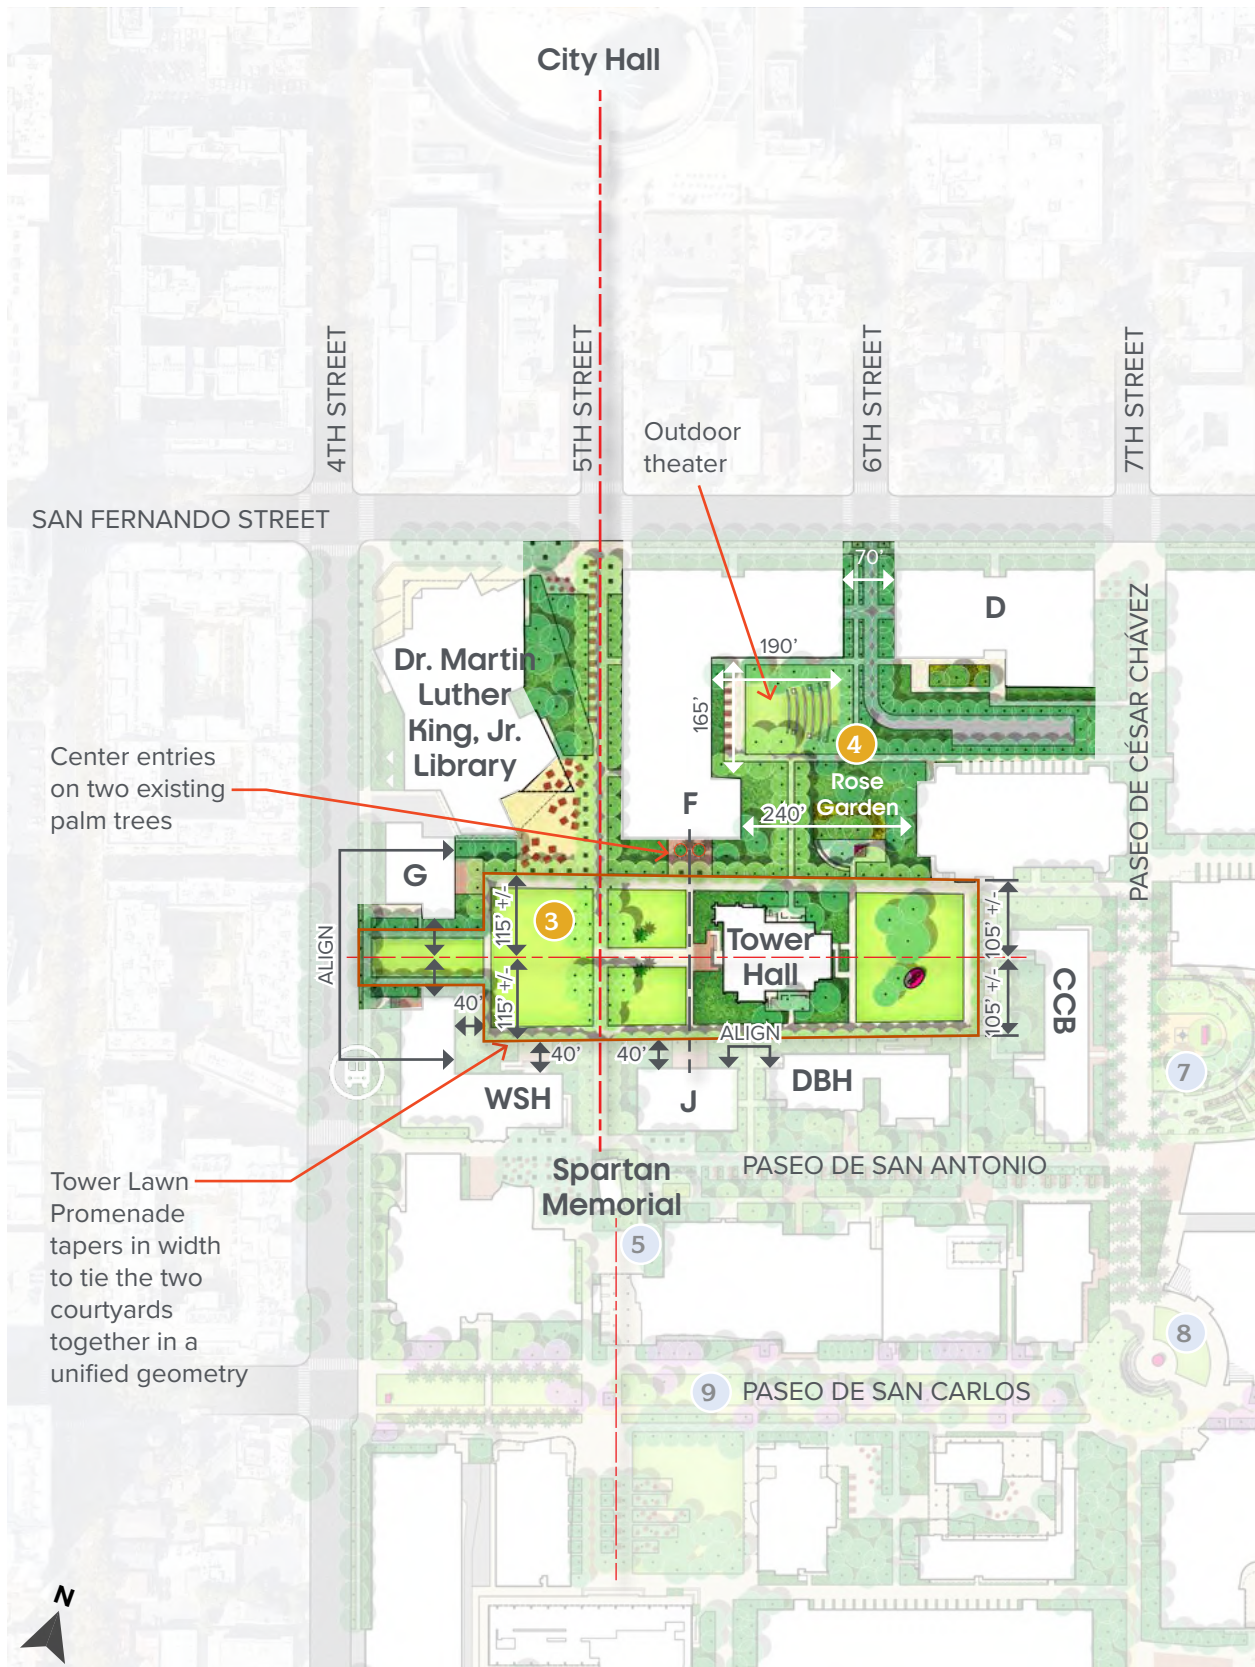 City Hall
4TH STREET
5TH STREET
6TH STREET
7TH STREET
Outdoor
theater
SAN FERNANDO STREET
70’
D
190’
165’
PASEO DE CÉSAR CHÁVEZ
Dr. Martin
Luther
King, Jr.
Library
4
Rose
Garden
240’
Center entries
on two existing
palm trees
F
G
ALIGN
3
115’ +/-
115’ +/-
Tower
Hall
105’ +/-
105’ +/-
CCB
40’
40’
40’
ALIGN
WSH
J
DBH
7
Tower Lawn
Promenade
tapers in width
to tie the two
courtyards
together in a
unified geometry
Spartan
Memorial
PASEO DE SAN ANTONIO
5
8
9
PASEO DE SAN CARLOS
N